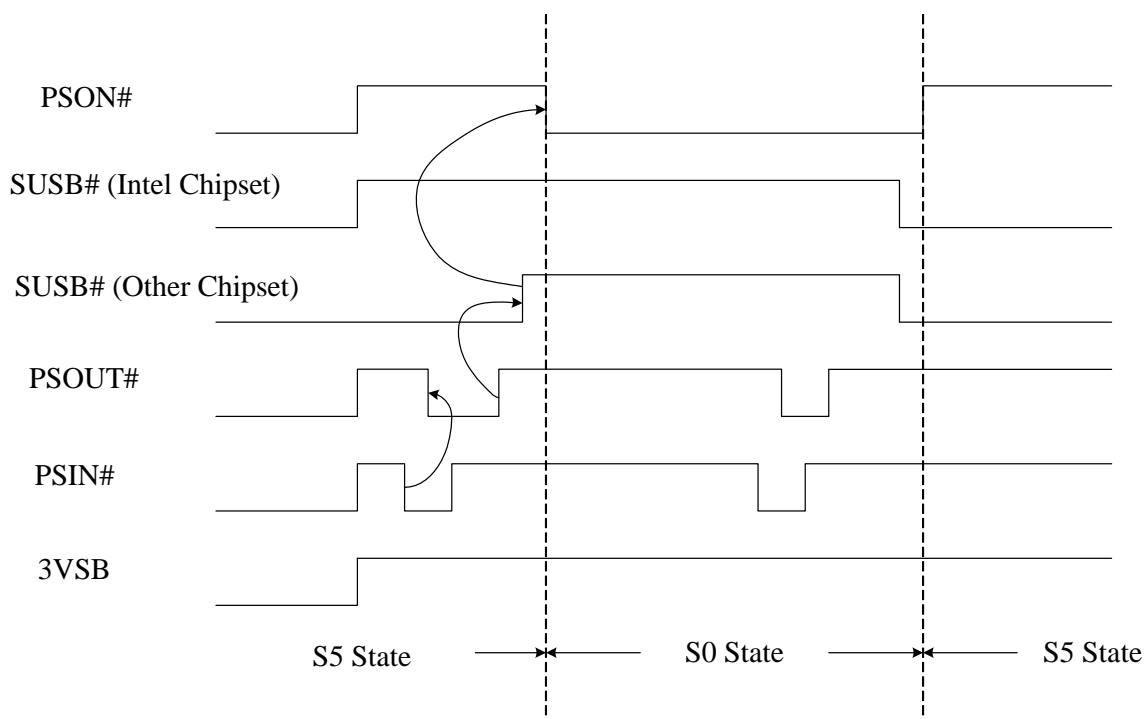 PSON#
SUSB# (Intel Chipset)
SUSB# (Other Chipset)
PSOUT#
PSIN#
3VSB
S5 State
S0 State
S5 State